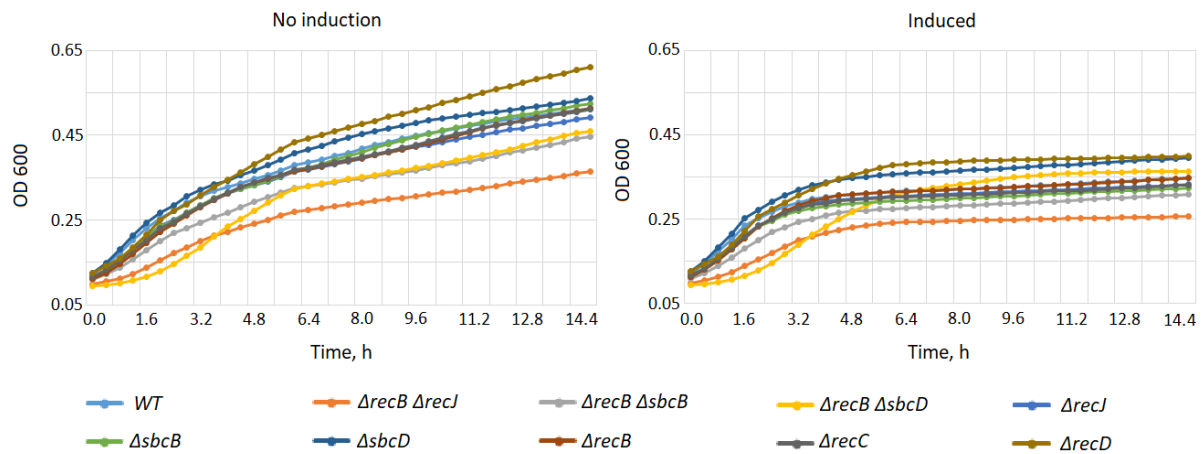 No induction
Induced
0.65
0.45
0.25
0.05
OD 600
0.0 1.6 3.2 4.8 6.4 8.0 9.6 11.2 12.8 14.4
Time, h
0.65
0.45
0.25
0.05
OD 600
0.0 1.6 3.2 4.8 6.4 8.0 9.6 11.2 12.8 14.4
Time, h
WT ΔrecB ΔrecJ ΔrecB ΔsbcB ΔrecB ΔsbcD ΔrecJ
ΔsbcB ΔsbcD ΔrecB ΔrecC ΔrecD